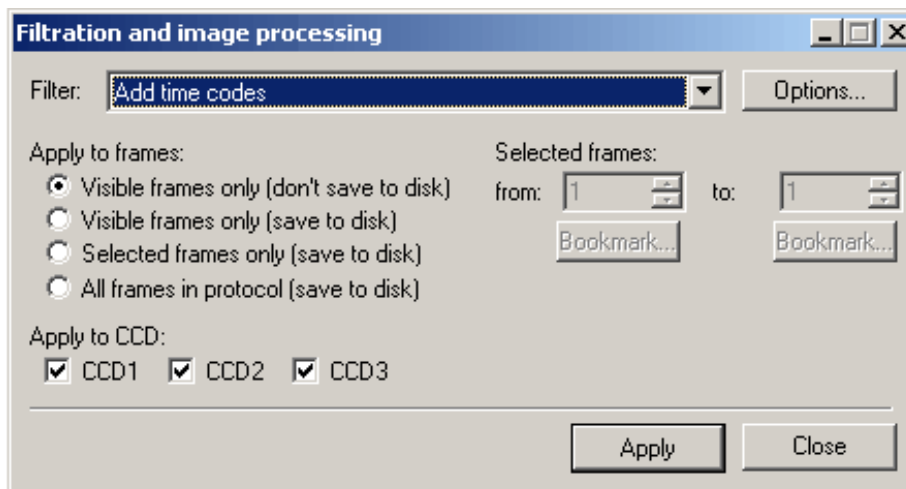 Filtration and image processing
Filter: Add time codes Options...
Apply to frames: Selected frames:
Visible frames only (don't save to disk) from: 1 to: 1
Visible frames only (save to disk) Bookmark... Bookmark...
Selected frames only (save to disk)
All frames in protocol (save to disk)
Apply to CCD:
CCD1 CCD2 CCD3
Apply Close